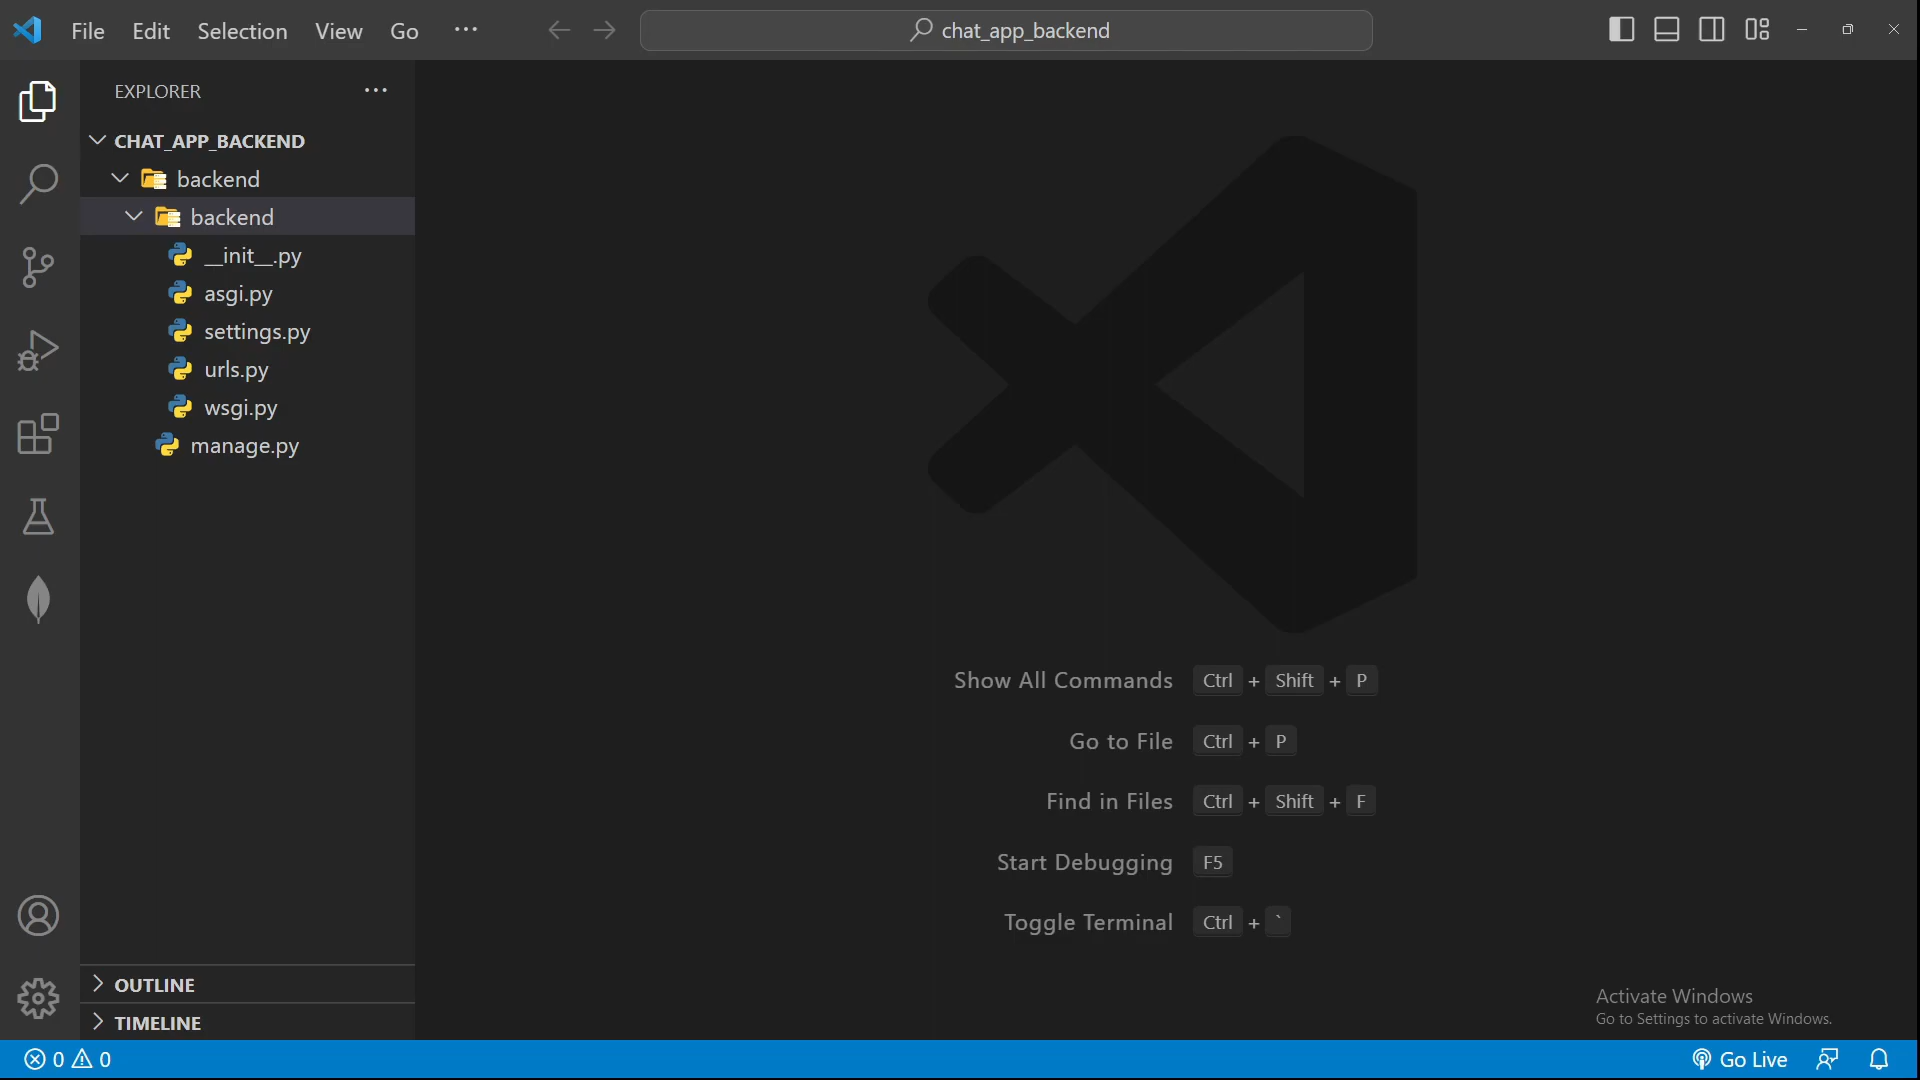 File Edit Selection View Go ···
chat_app_backend
EXPLORER ···
CHAT_APP_BACKEND
backend
backend
__init__.py
asgi.py
settings.py
urls.py
wsgi.py
manage.py
Show All Commands Ctrl + Shift + P
Go to File Ctrl + P
Find in Files Ctrl + Shift + F
Start Debugging F5
Toggle Terminal Ctrl + `
OUTLINE
TIMELINE
Activate Windows
Go to Settings to activate Windows.
0 0
Go Live